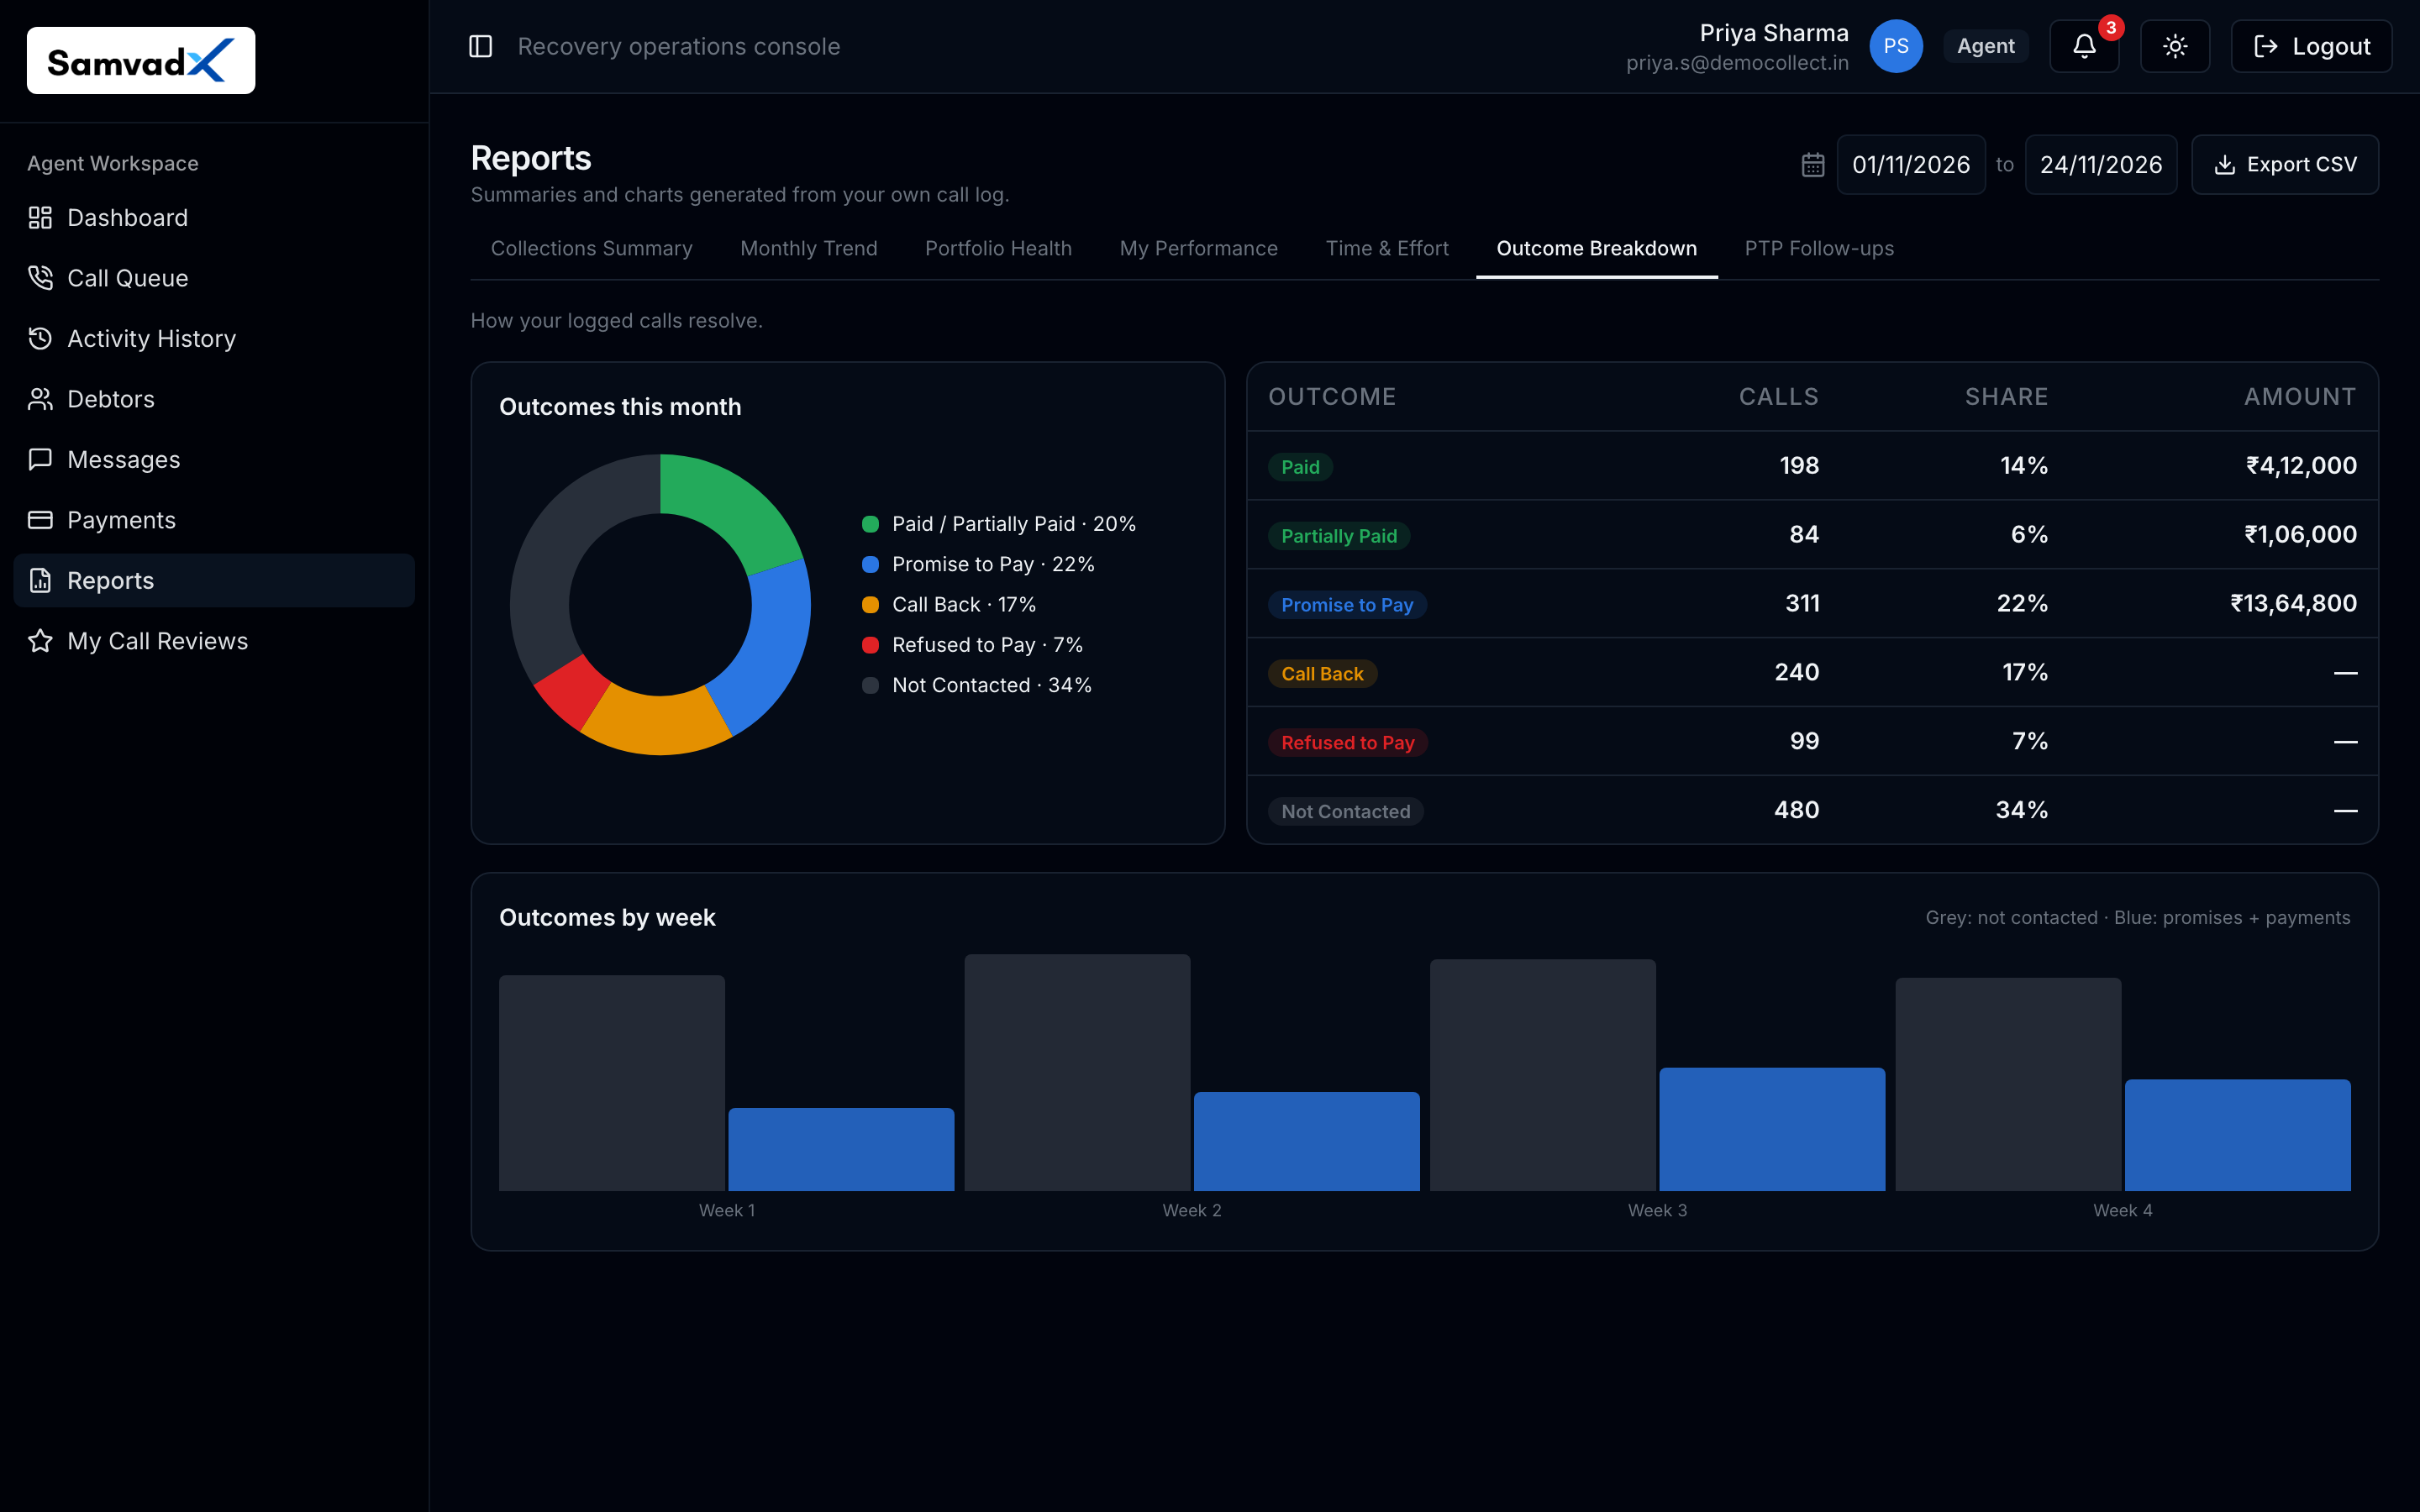 SamvadX
Recovery operations console
Priya Sharma
priya.s@democollect.in
PS
Agent
3
Logout
Agent Workspace
Dashboard
Call Queue
Activity History
Debtors
Messages
Payments
Reports
My Call Reviews
Reports
Summaries and charts generated from your own call log.
01/11/2026 to 24/11/2026
Export CSV
Collections Summary Monthly Trend Portfolio Health My Performance Time & Effort Outcome Breakdown PTP Follow-ups
How your logged calls resolve.
Outcomes this month
Paid / Partially Paid · 20%
Promise to Pay · 22%
Call Back · 17%
Refused to Pay · 7%
Not Contacted · 34%
OUTCOME CALLS SHARE AMOUNT
Paid 198 14% ₹4,12,000
Partially Paid 84 6% ₹1,06,000
Promise to Pay 311 22% ₹13,64,800
Call Back 240 17% —
Refused to Pay 99 7% —
Not Contacted 480 34% —
Outcomes by week
Grey: not contacted · Blue: promises + payments
Week 1 Week 2 Week 3 Week 4